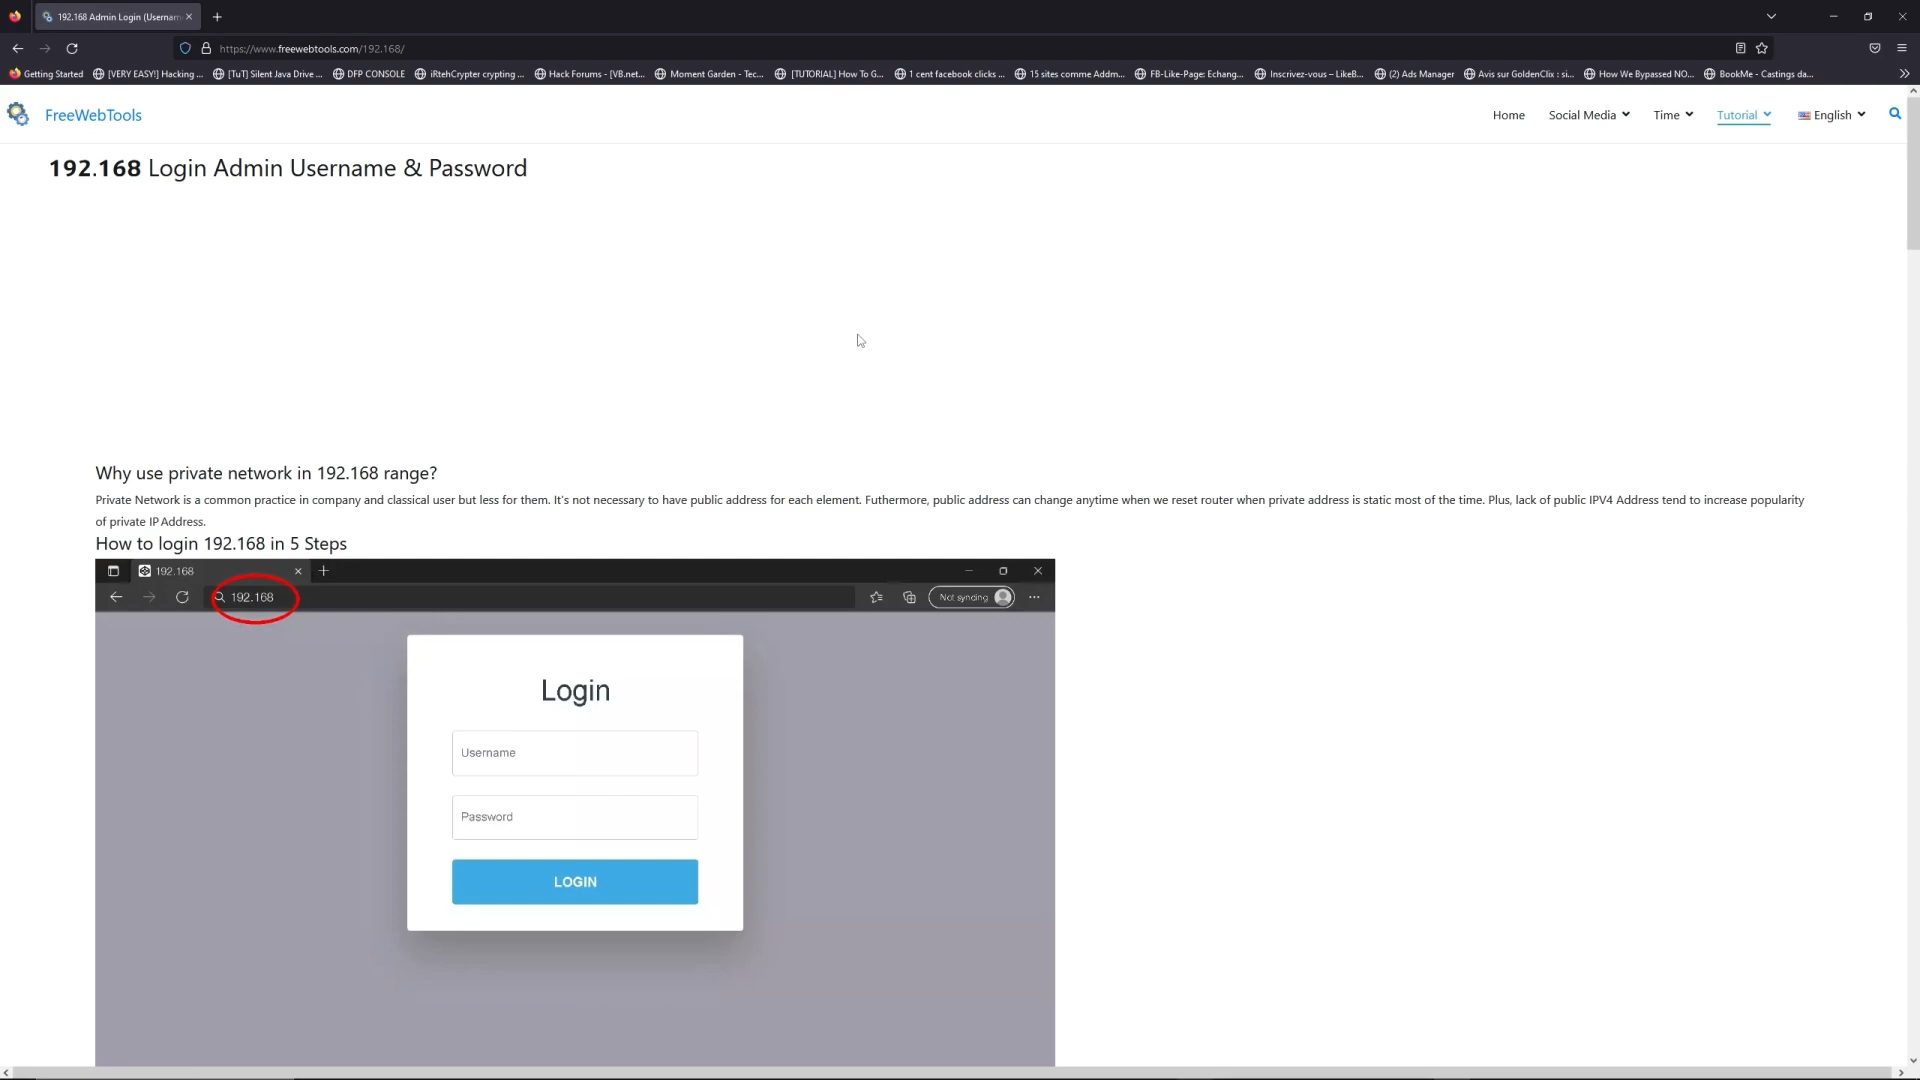 192.168 Admin Login (Usernam
https://www.freewebtools.com/192.168/
Getting Started [VERY EASY!] Hacking ... [TuT] Silent Java Drive ... DFP CONSOLE iRtehCrypter crypting ... Hack Forums - [VB.net... Moment Garden - Tec... [TUTORIAL] How To G... 1 cent facebook clicks ... 15 sites comme Addm... FB-Like-Page: Echang... Inscrivez-vous – LikeB... (2) Ads Manager Avis sur GoldenClix : si... How We Bypassed NO... BookMe - Castings da...
FreeWebTools
Home Social Media Time Tutorial English
192.168 Login Admin Username & Password
Why use private network in 192.168 range?
Private Network is a common practice in company and classical user but less for them. It's not necessary to have public address for each element. Futhermore, public address can change anytime when we reset router when private address is static most of the time. Plus, lack of public IPV4 Address tend to increase popularity
of private IP Address.
How to login 192.168 in 5 Steps
192.168
192.168
Not syncing
Login
Username
Password
LOGIN